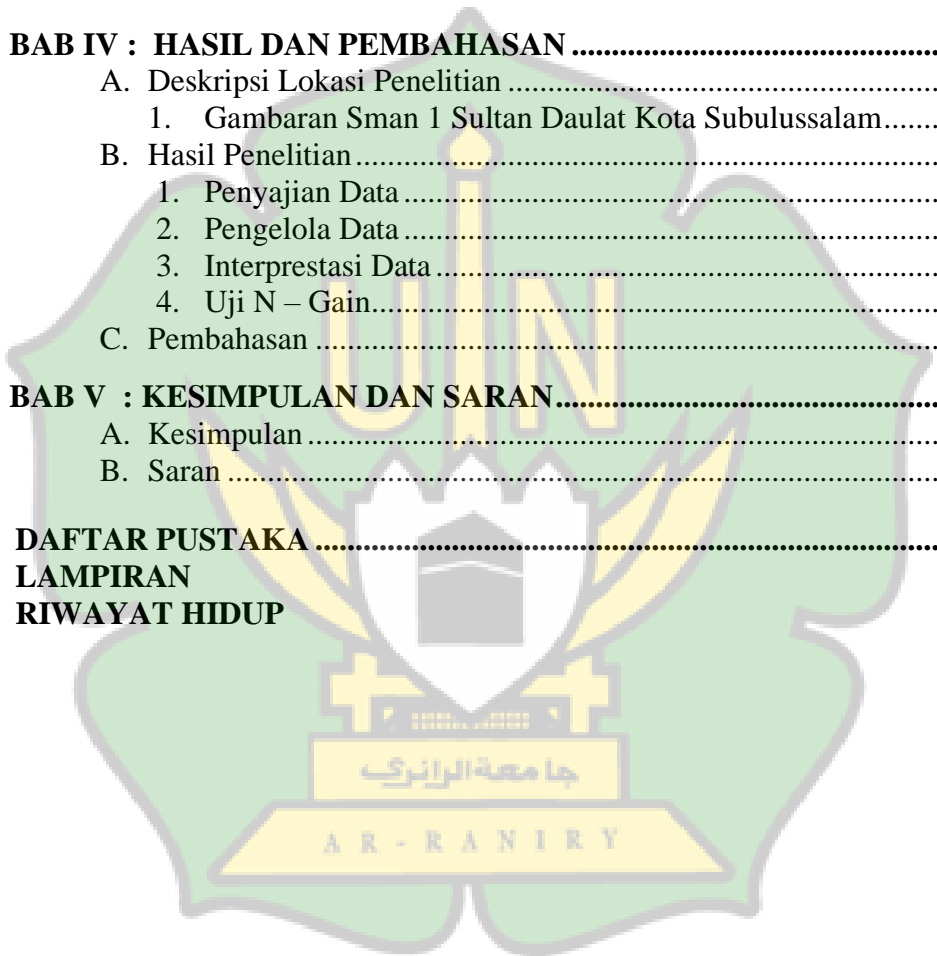 BAB IV : HASIL DAN PEMBAHASAN ..............................................
A. Deskripsi Lokasi Penelitian ......................................................
1. Gambaran Sman 1 Sultan Daulat Kota Subulussalam.......
B. Hasil Penelitian .........................................................................
1. Penyajian Data ...................................................................
2. Pengelola Data ...................................................................
3. Interprestasi Data ...............................................................
4. Uji N – Gain.......................................................................
C. Pembahasan ..............................................................................
BAB V : KESIMPULAN DAN SARAN ................................................
A. Kesimpulan ...............................................................................
B. Saran .........................................................................................
DAFTAR PUSTAKA ..............................................................................
LAMPIRAN
RIWAYAT HIDUP
UIN
جامعة الرانري
AR-RANIRY